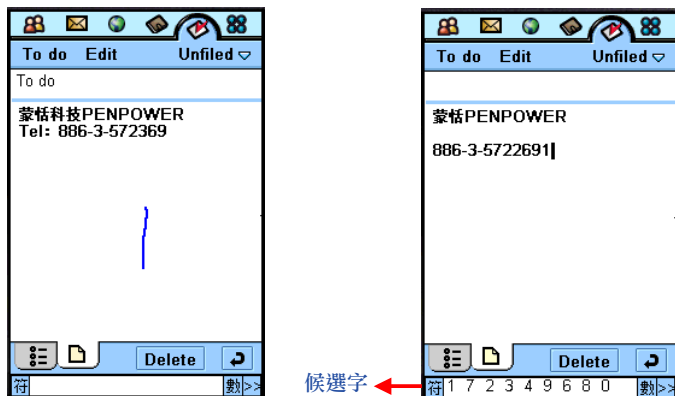 To do Edit Unfiled
To do
蒙恬科技PENPOWER
Tel: 886-3-572369
Delete
符 數>>
To do Edit Unfiled
蒙恬PENPOWER
886-3-5722691
Delete
候選字
符 1 7 2 3 4 9 6 8 0 數>>